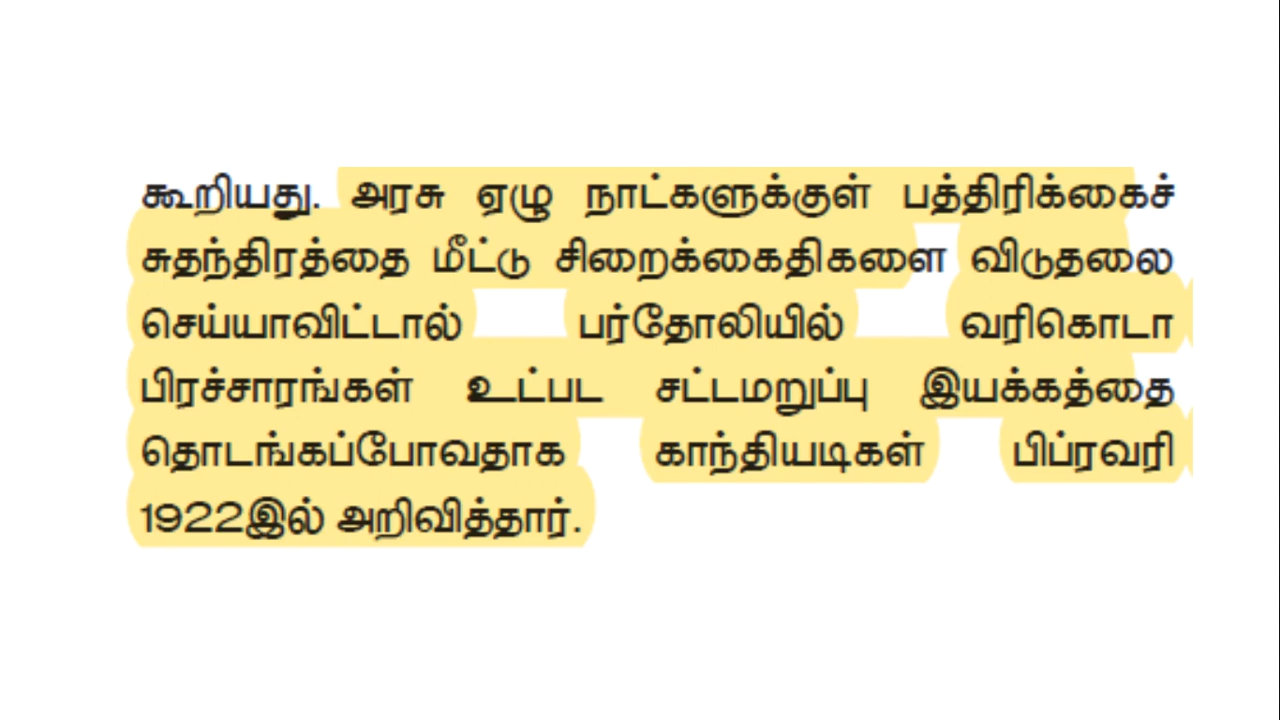 கூறியது. அரசு ஏழு நாட்களுக்குள் பத்திரிக்கைச்
சுதந்திரத்தை மீட்டு சிறைக்கைதிகளை விடுதலை
செய்யாவிட்டால் பர்தோலியில் வரிகொடா
பிரச்சாரங்கள் உட்பட சட்டமறுப்பு இயக்கத்தை
தொடங்கப்போவதாக காந்தியடிகள் பிப்ரவரி
1922இல் அறிவித்தார்.